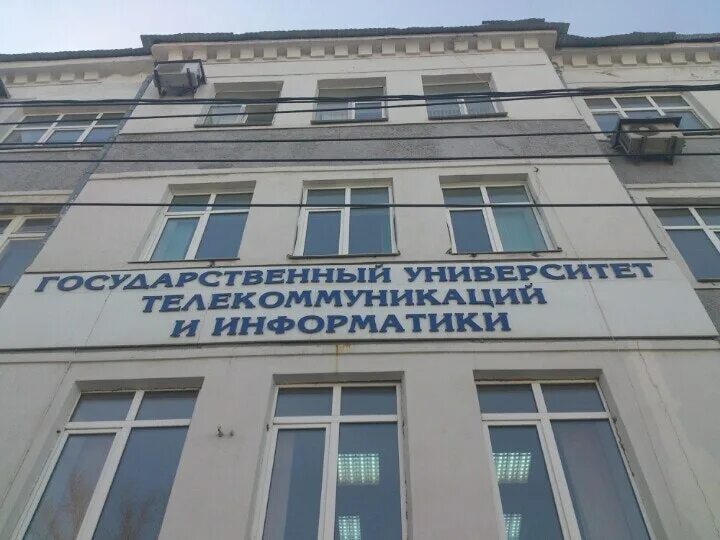 ГОСУДАРСТВЕННЫЙ УНИВЕРСИТЕТ
ТЕЛЕКОММУНИКАЦИЙ
И ИНФОРМАТИКИ